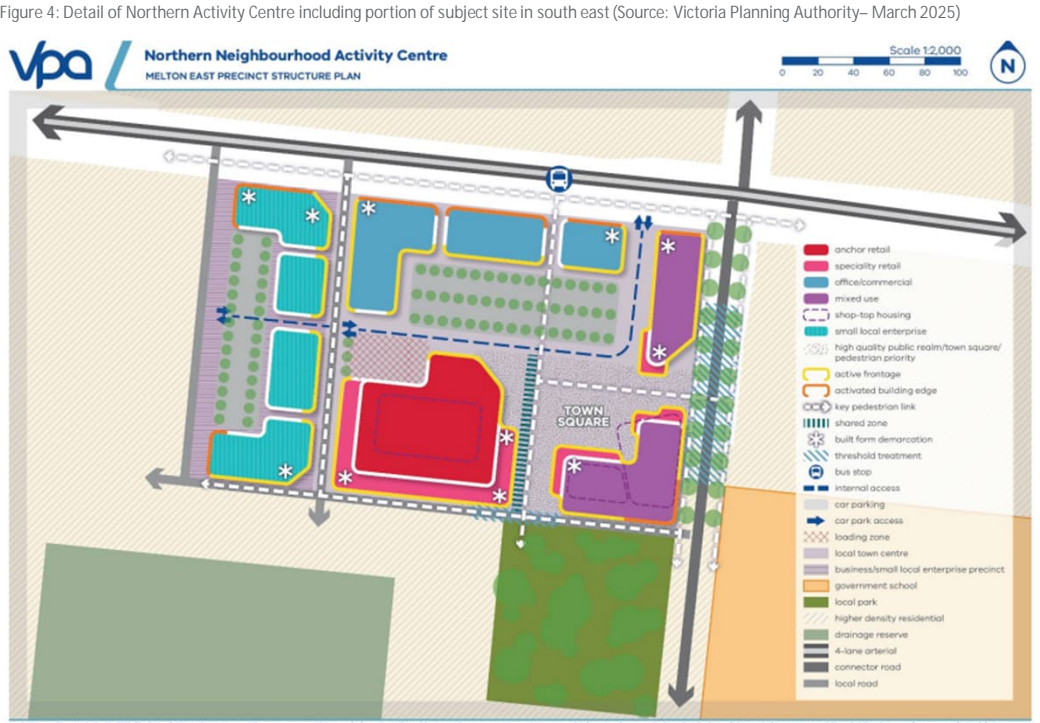 Figure 4: Detail of Northern Activity Centre including portion of subject site in south east (Source: Victoria Planning Authority– March 2025)
vpa
Northern Neighbourhood Activity Centre
MELTON EAST PRECINCT STRUCTURE PLAN
Scale 1:2,000
0 20 40 60 80 100
N
anchor retail
speciality retail
office/commercial
mixed use
shop-top housing
small local enterprise
high quality public realm/town square/
pedestrian priority
active frontage
activated building edge
key pedestrian link
shared zone
built form demarcation
threshold treatment
bus stop
internal access
car parking
car park access
loading zone
local town centre
business/small local enterprise precinct
government school
local park
higher density residential
drainage reserve
4-lane arterial
connector road
local road
TOWN
SQUARE